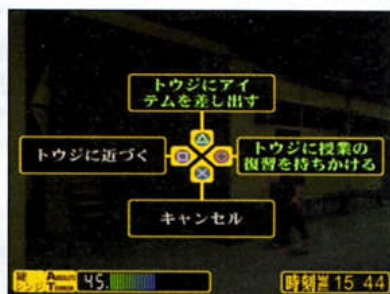 トウジにアイ
テムを差し出す
トウジに近づく
トウジに授業の
復習を持ちかける
キャンセル
45.
時刻 15 44